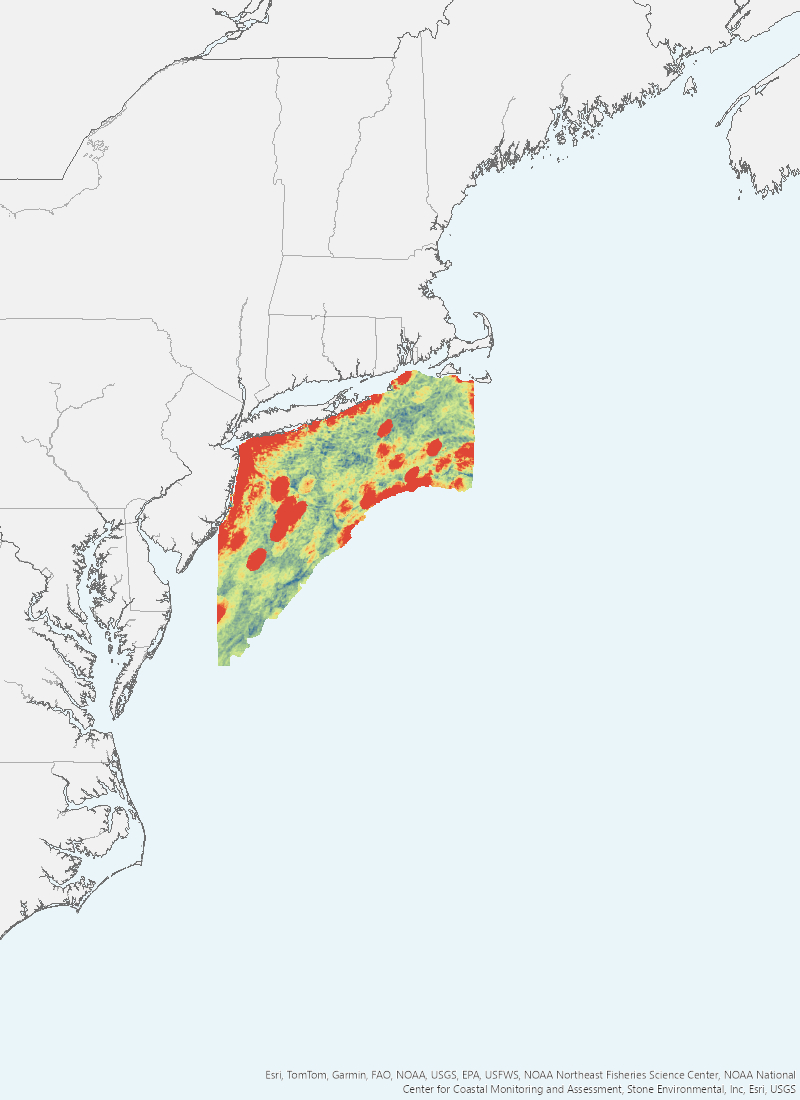 Esri, TomTom, Garmin, FAO, NOAA, USGS, EPA, USFWS, NOAA Northeast Fisheries Science Center, NOAA National
Center for Coastal Monitoring and Assessment, Stone Environmental, Inc, Esri, USGS